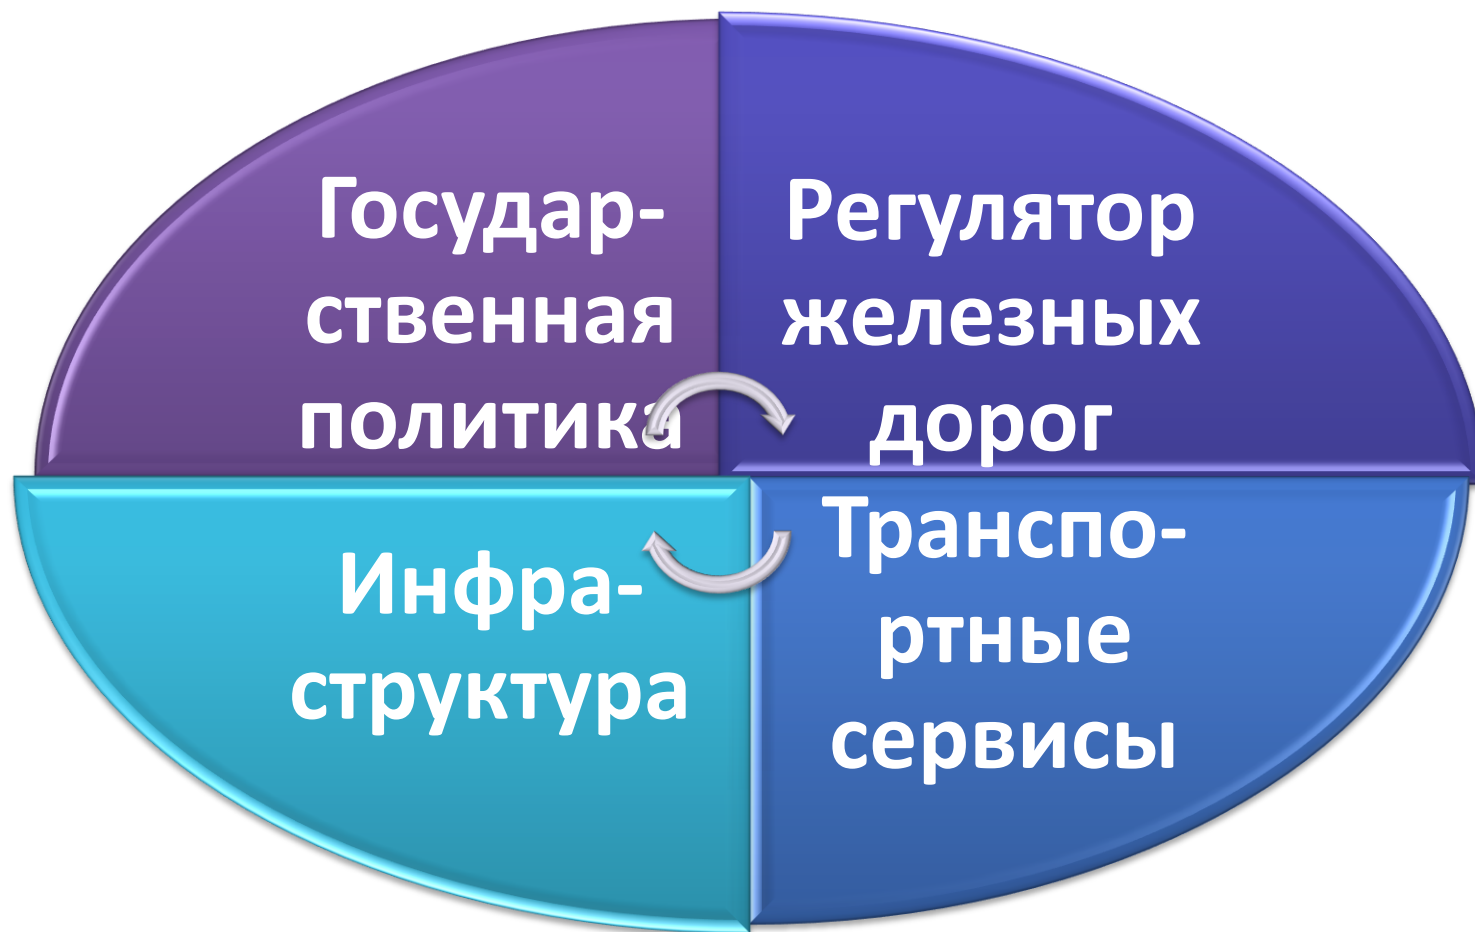 Государ-
ственная
политика
Регулятор
железных
дорог
Инфра-
структура
Транспо-
ртные
сервисы